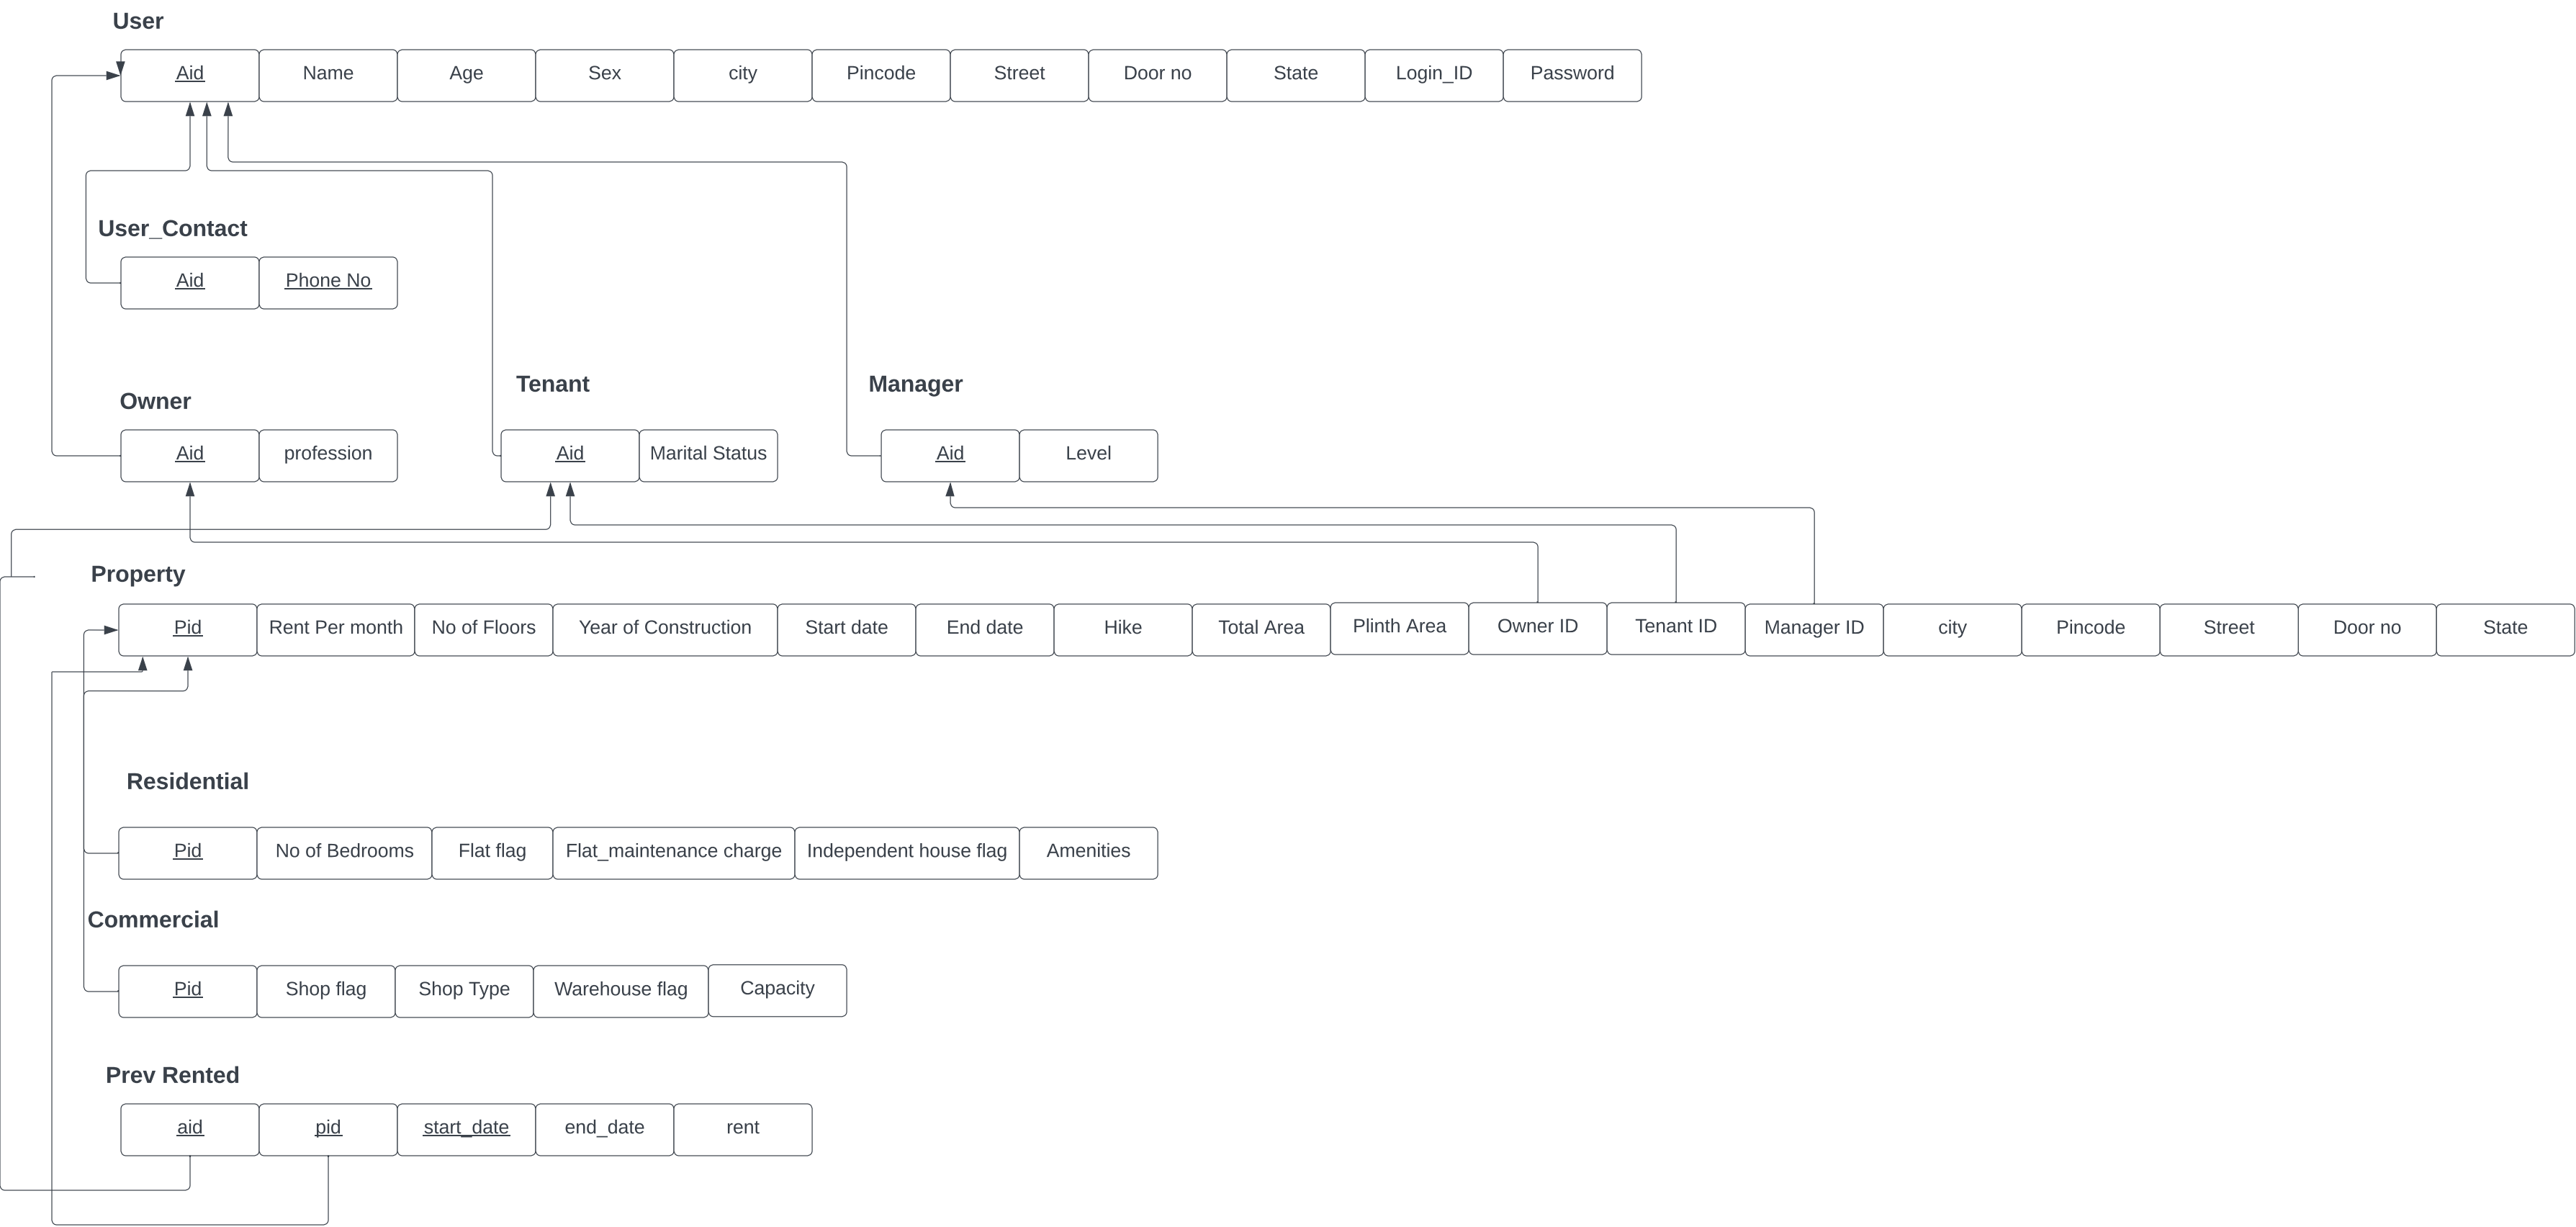 User
Aid Name Age Sex city Pincode Street Door no State Login_ID Password
User_Contact
Aid Phone No
Tenant Manager
Owner
Aid profession Aid Marital Status Aid Level
Property
Pid Rent Per month No of Floors Year of Construction Start date End date Hike Total Area Plinth Area Owner ID Tenant ID Manager ID city Pincode Street Door no State
Residential
Pid No of Bedrooms Flat flag Flat_maintenance charge Independent house flag Amenities
Commercial
Pid Shop flag Shop Type Warehouse flag Capacity
Prev Rented
aid pid start_date end_date rent